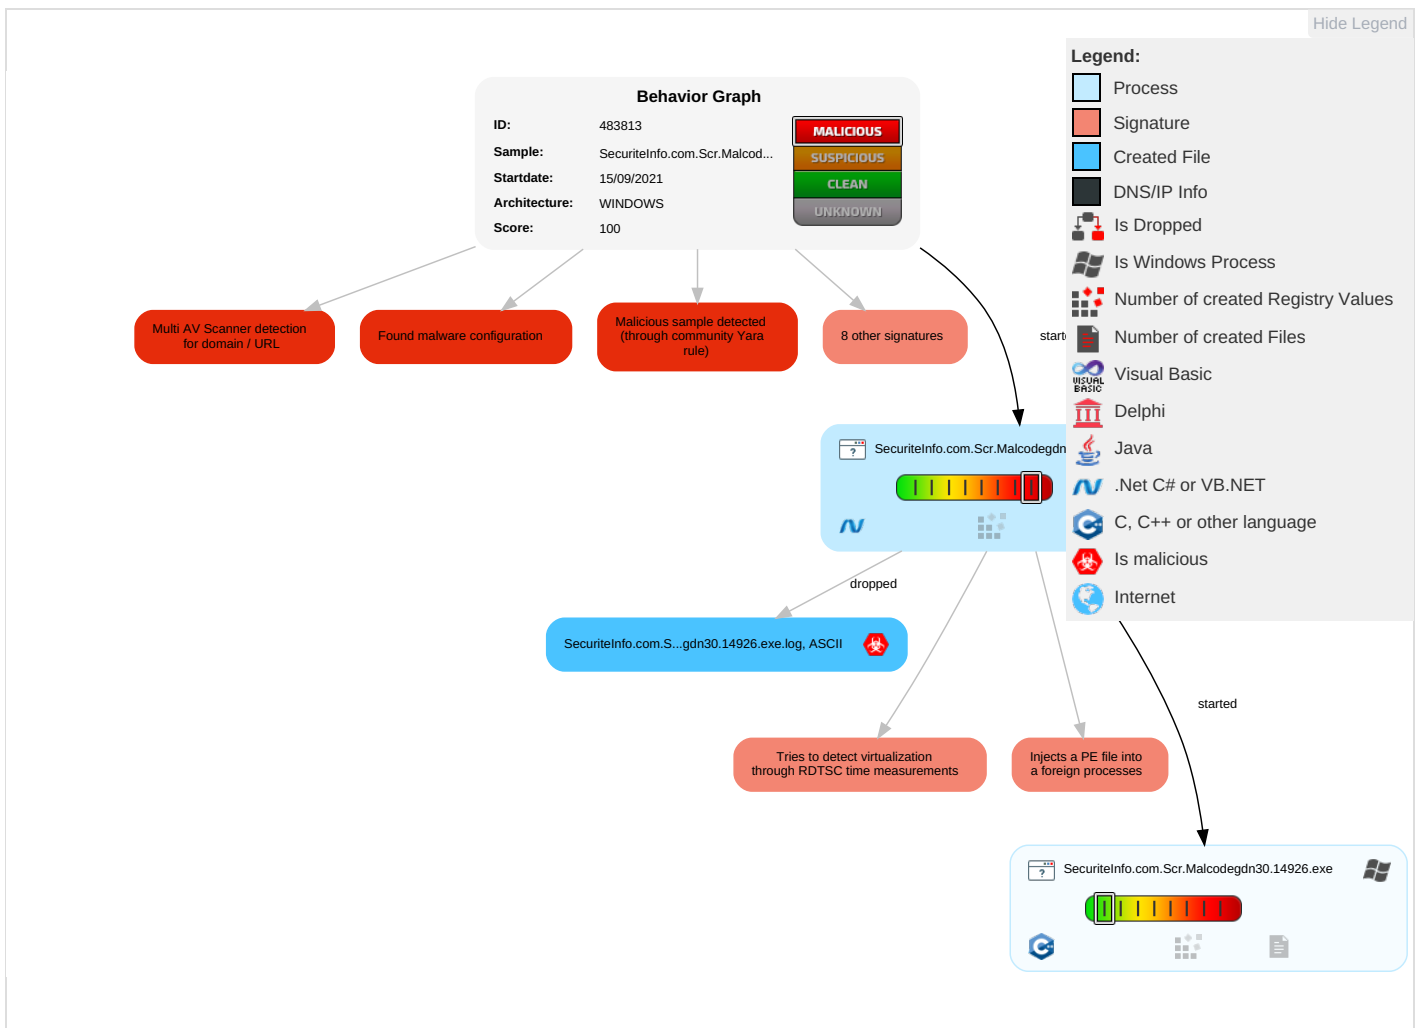 Hide Legend
Legend:
Process
Signature
Created File
DNS/IP Info
Is Dropped
Is Windows Process
Number of created Registry Values
Number of created Files
Visual Basic
Delphi
Java
.Net C# or VB.NET
C, C++ or other language
Is malicious
Internet
Behavior Graph
ID: 483813
Sample: SecuriteInfo.com.Scr.Malcod...
Startdate: 15/09/2021
Architecture: WINDOWS
Score: 100
MALICIOUS
SUSPICIOUS
CLEAN
UNKNOWN
Multi AV Scanner detection
for domain / URL
Found malware configuration
Malicious sample detected
(through community Yara
rule)
8 other signatures
start
VISUAL
BASIC
SecuriteInfo.com.Scr.Malcodegdn
dropped
SecuriteInfo.com.S...gdn30.14926.exe.log, ASCII
started
Tries to detect virtualization
through RDTSC time measurements
Injects a PE file into
a foreign processes
SecuriteInfo.com.Scr.Malcodegdn30.14926.exe